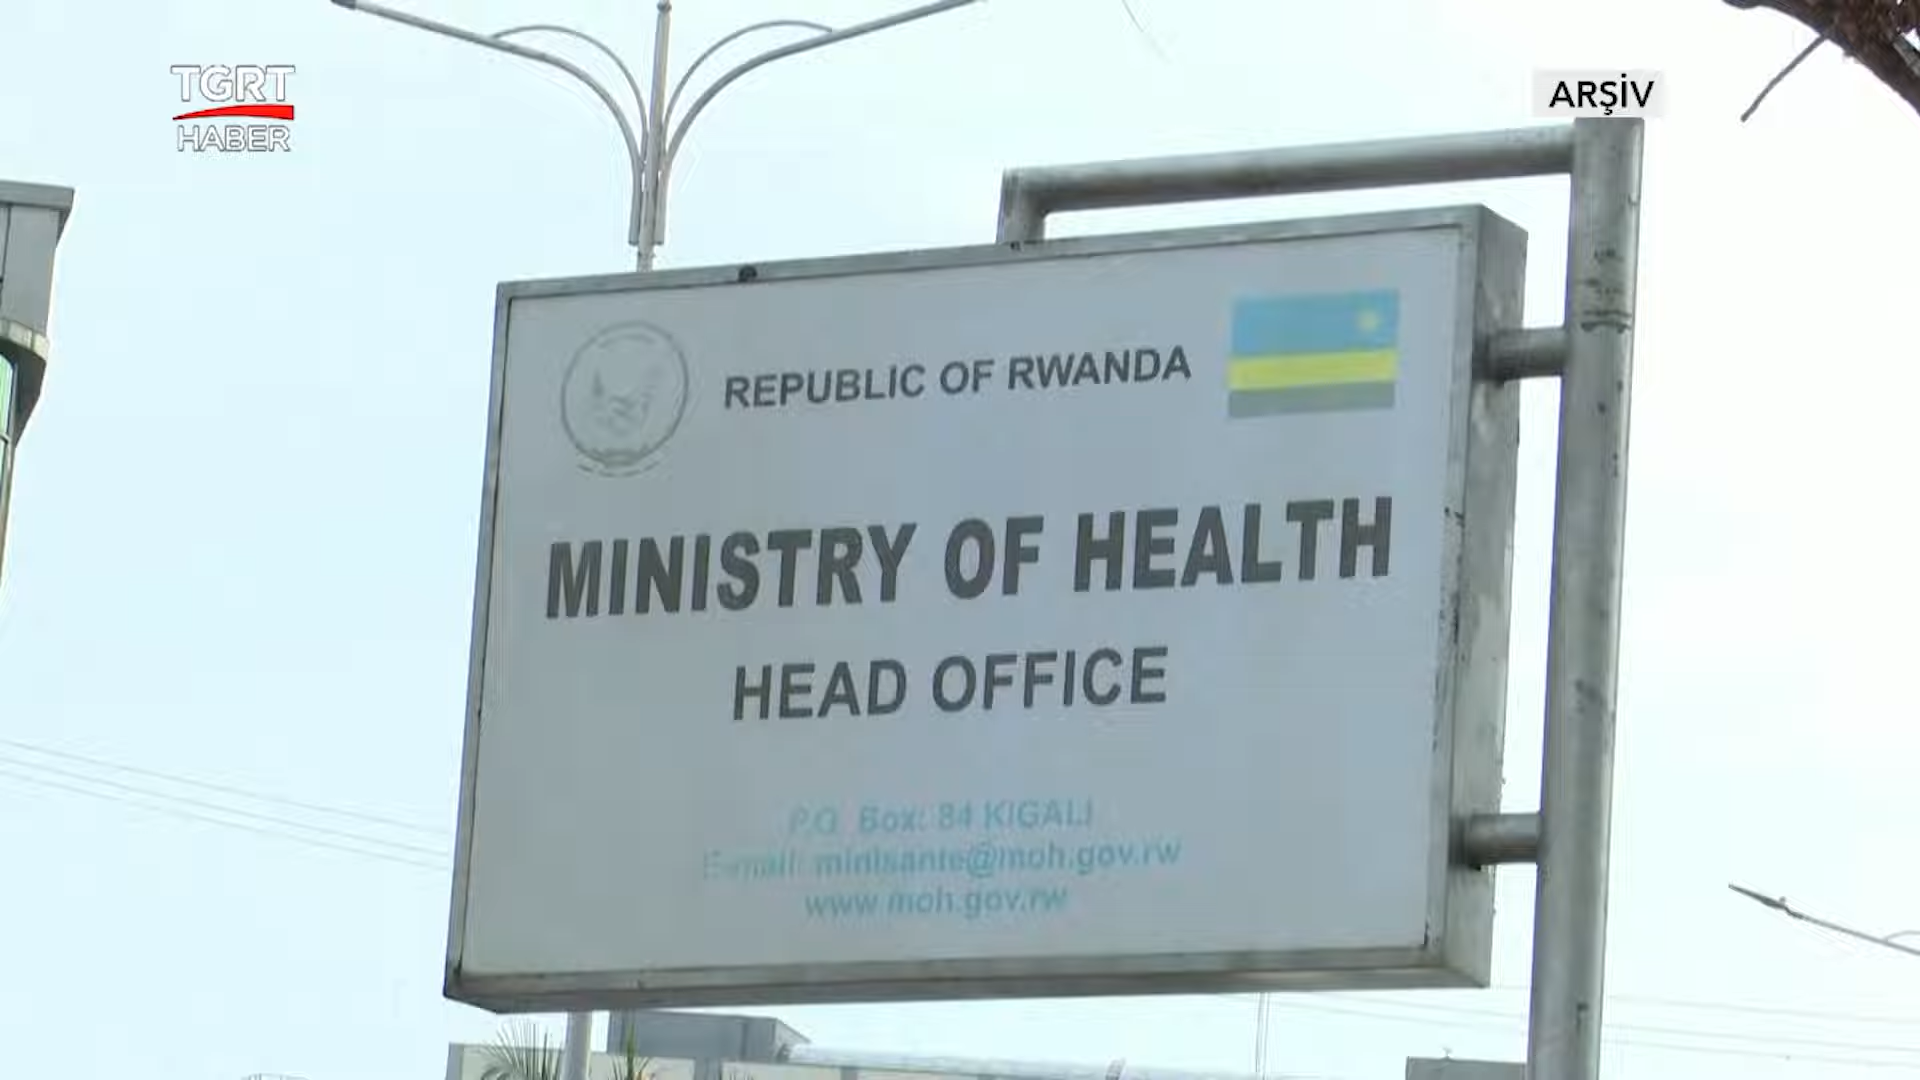 TGRT
HABER
ARŞİV
REPUBLIC OF RWANDA
MINISTRY OF HEALTH
HEAD OFFICE
P.O. Box: 84 KIGALI
E-mail: minisante@moh.gov.rw
www.moh.gov.rw